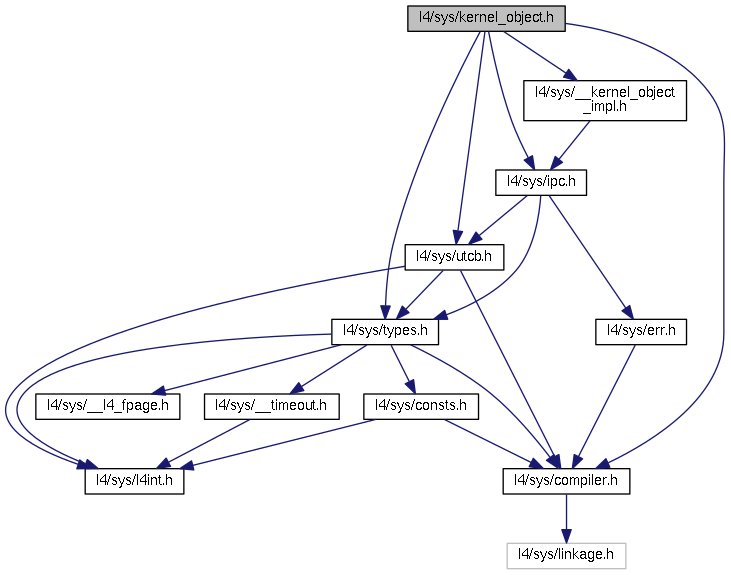 l4/sys/kernel_object.h
l4/sys/__kernel_object
_impl.h
l4/sys/ipc.h
l4/sys/utcb.h
l4/sys/types.h
l4/sys/err.h
l4/sys/__l4_fpage.h
l4/sys/__timeout.h
l4/sys/consts.h
l4/sys/l4int.h
l4/sys/compiler.h
l4/sys/linkage.h